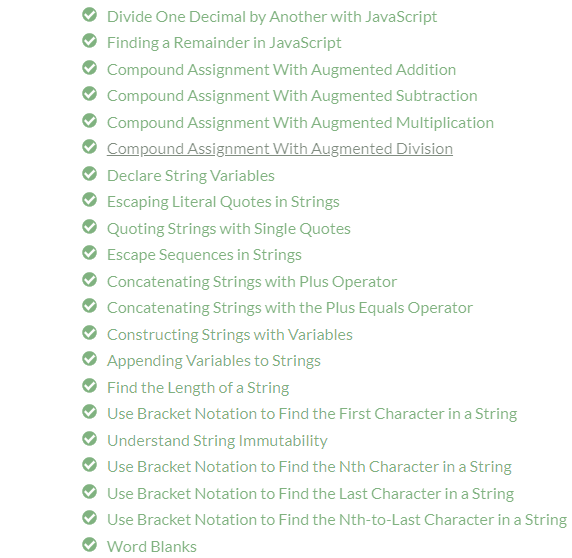 Divide One Decimal by Another with JavaScript
Finding a Remainder in JavaScript
Compound Assignment With Augmented Addition
Compound Assignment With Augmented Subtraction
Compound Assignment With Augmented Multiplication
Compound Assignment With Augmented Division
Declare String Variables
Escaping Literal Quotes in Strings
Quoting Strings with Single Quotes
Escape Sequences in Strings
Concatenating Strings with Plus Operator
Concatenating Strings with the Plus Equals Operator
Constructing Strings with Variables
Appending Variables to Strings
Find the Length of a String
Use Bracket Notation to Find the First Character in a String
Understand String Immutability
Use Bracket Notation to Find the Nth Character in a String
Use Bracket Notation to Find the Last Character in a String
Use Bracket Notation to Find the Nth-to-Last Character in a String
Word Blanks